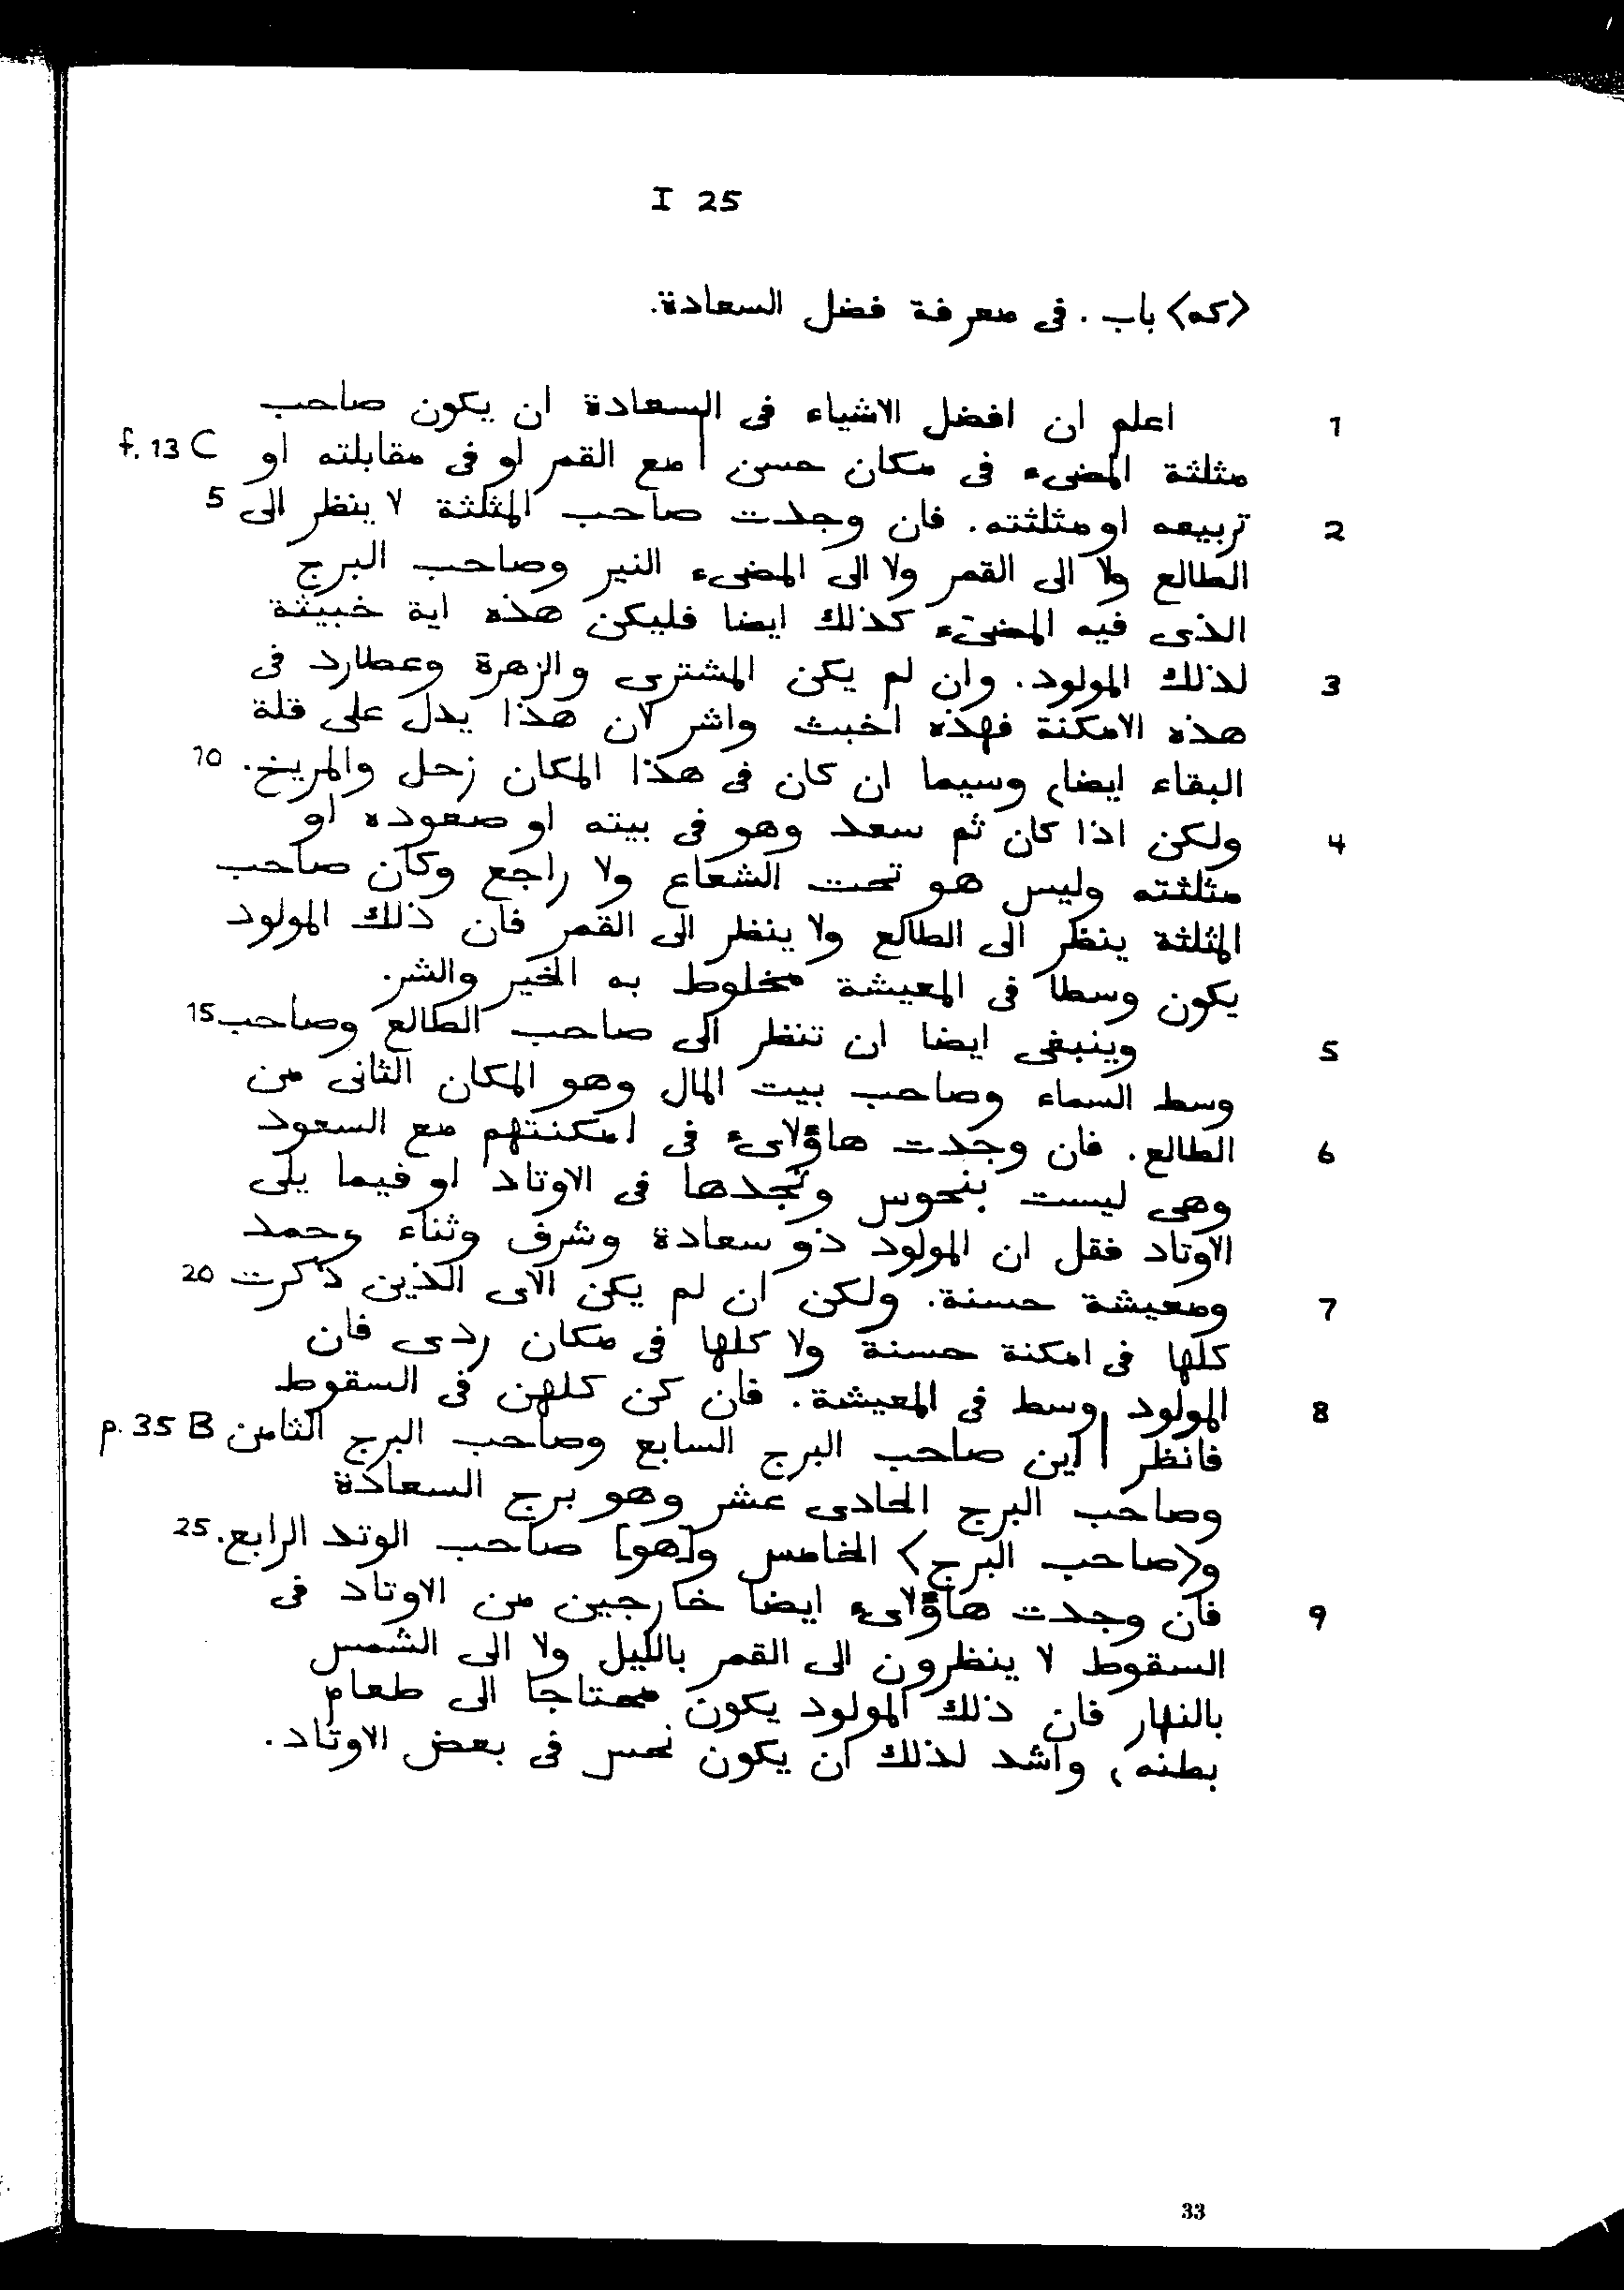 I 25
<كه> باب . فى معرفة فضل السعادة.
1 اعلم ان افضل الاشياء فى السعادة ان يكون صاحب
مثلثة المضىء فى مكان حسن | مع القمر او فى مقابلته او f. 13 C
2 تربيعه او مثلثته. فان وجدت صاحب المثلثة لا ينظر الى 5
الطالع ولا الى القمر ولا الى المضىء النير وصاحب البرج
الذى فيه المضىء كذلك ايضا فليكن هذه اية خبيثة
3 لذلك المولود. وان لم يكن المشترى والزهرة وعطارد فى
هذه الامكنة فهذه اخبث واشر لان هذا يدل على قلة
البقاء ايضا، وسيما ان كان فى هذا المكان زحل والمريخ. 10
4 ولكن اذا كان ثم سعد وهو فى بيته او صعوده او
مثلثته وليس هو تحت الشعاع ولا راجع وكان صاحب
المثلثة ينظر الى الطالع ولا ينظر الى القمر فان ذلك المولود
يكون وسطا فى المعيشة مخلوط به الخير والشر.
5 وينبغى ايضا ان تنظر الى صاحب الطالع وصاحب 15
وسط السماء وصاحب بيت المال وهو المكان الثانى من
6 الطالع. فان وجدت هاؤلاىء فى امكنتهم مع السعود
وهى ليست بنحوس وتجدها فى الاوتاد او فيما يلى
الاوتاد فقل ان المولود ذو سعادة وشرف وثناء وحمد
7 ومعيشة حسنة. ولكن ان لم يكن الاى الذين ذكرت 20
كلها فى امكنة حسنة ولا كلها فى مكان ردى فان
8 المولود وسط فى المعيشة. فان كن كلهن فى السقوط
فانظر | اين صاحب البرج السابع وصاحب البرج الثامن p. 35 B
وصاحب البرج الحادى عشر وهو برج السعادة
و<صاحب البرج> الخامس و[هو] صاحب الوتد الرابع. 25
9 فان وجدت هاؤلاىء ايضا خارجين من الاوتاد فى
السقوط لا ينظرون الى القمر بالليل ولا الى الشمس
بالنهار فان ذلك المولود يكون محتاجا الى طعام
بطنه، واشد لذلك ان يكون نحس فى بعض الاوتاد.
33